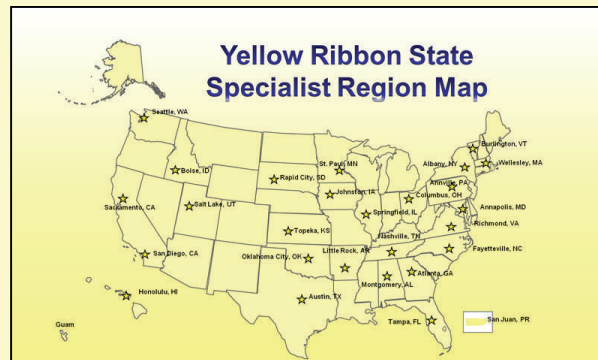 Yellow Ribbon State
Specialist Region Map
Seattle, WA
Burlington, VT
St. Paul, MN
Albany, NY
Wellesley, MA
Boise, ID
Rapid City, SD
Annville, PA
Johnston, IA
Columbus, OH
Sacramento, CA
Salt Lake, UT
Springfield, IL
Annapolis, MD
Richmond, VA
Topeka, KS
Nashville, TN
Fayetteville, NC
San Diego, CA
Oklahoma City, OK
Little Rock, AR
Atlanta, GA
Montgomery, AL
Honolulu, HI
Austin, TX
Guam
Tampa, FL
San Juan, PR